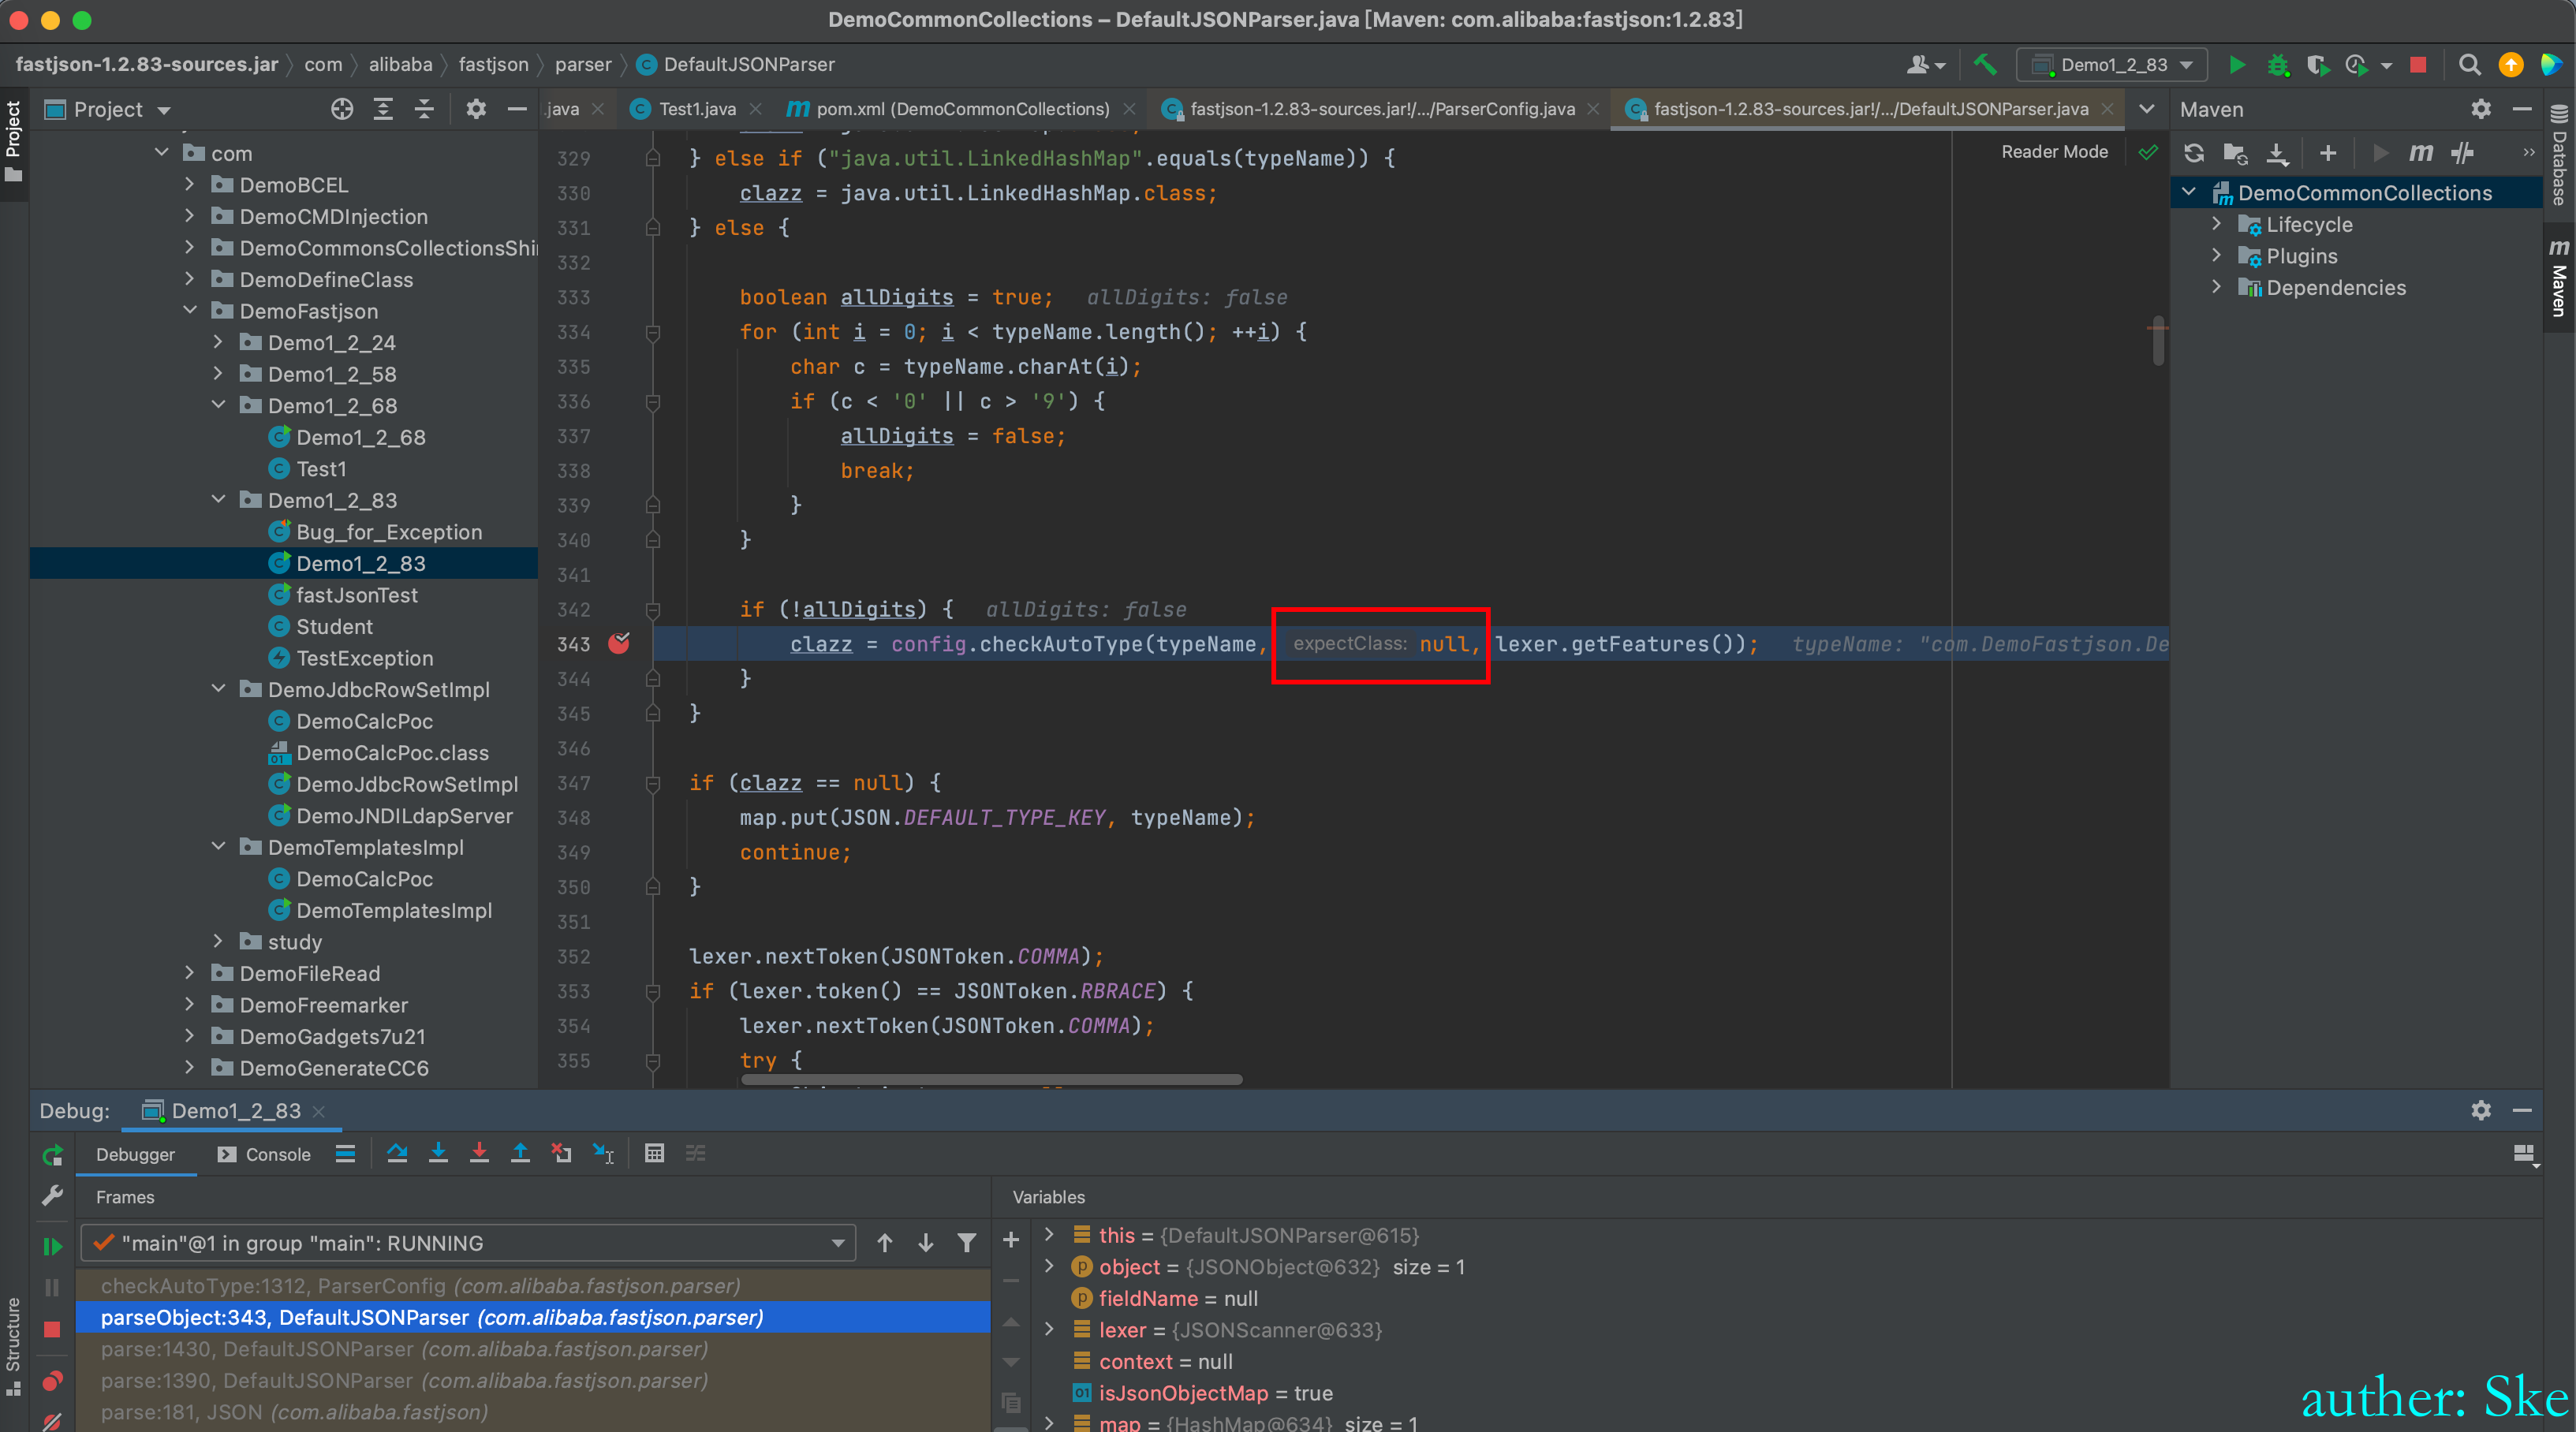 DemoCommonCollections – DefaultJSONParser.java [Maven: com.alibaba:fastjson:1.2.83]
fastjson-1.2.83-sources.jar com alibaba fastjson parser DefaultJSONParser
Demo1_2_83
Project
.java
Test1.java
pom.xml (DemoCommonCollections)
fastjson-1.2.83-sources.jar!/.../ParserConfig.java
fastjson-1.2.83-sources.jar!/.../DefaultJSONParser.java
Maven
Project
com
DemoBCEL
DemoCMDInjection
DemoCommonsCollectionsShi
DemoDefineClass
DemoFastjson
Demo1_2_24
Demo1_2_58
Demo1_2_68
Demo1_2_68
Test1
Demo1_2_83
Bug_for_Exception
Demo1_2_83
fastJsonTest
Student
TestException
DemoJdbcRowSetImpl
DemoCalcPoc
DemoCalcPoc.class
DemoJdbcRowSetImpl
DemoJNDILdapServer
DemoTemplatesImpl
DemoCalcPoc
DemoTemplatesImpl
study
DemoFileRead
DemoFreemarker
DemoGadgets7u21
DemoGenerateCC6
Reader Mode
329 } else if ("java.util.LinkedHashMap".equals(typeName)) {
330 clazz = java.util.LinkedHashMap.class;
331 } else {
332
333 boolean allDigits = true; allDigits: false
334 for (int i = 0; i < typeName.length(); ++i) {
335 char c = typeName.charAt(i);
336 if (c < '0' || c > '9') {
337 allDigits = false;
338 break;
339 }
340 }
341
342 if (!allDigits) { allDigits: false
343 clazz = config.checkAutoType(typeName, expectClass: null, lexer.getFeatures()); typeName: "com.DemoFastjson.De
344 }
345 }
346
347 if (clazz == null) {
348 map.put(JSON.DEFAULT_TYPE_KEY, typeName);
349 continue;
350 }
351
352 lexer.nextToken(JSONToken.COMMA);
353 if (lexer.token() == JSONToken.RBRACE) {
354 lexer.nextToken(JSONToken.COMMA);
355 try {
DemoCommonCollections
Lifecycle
Plugins
Dependencies
Database
Maven
Debug: Demo1_2_83
Debugger Console
Frames
"main"@1 in group "main": RUNNING
checkAutoType:1312, ParserConfig (com.alibaba.fastjson.parser)
parseObject:343, DefaultJSONParser (com.alibaba.fastjson.parser)
parse:1430, DefaultJSONParser (com.alibaba.fastjson.parser)
parse:1390, DefaultJSONParser (com.alibaba.fastjson.parser)
parse:181, JSON (com.alibaba.fastjson)
Variables
this = {DefaultJSONParser@615}
object = {JSONObject@632} size = 1
fieldName = null
lexer = {JSONScanner@633}
context = null
isJsonObjectMap = true
map = {HashMap@634} size = 1
Structure
auther: Ske